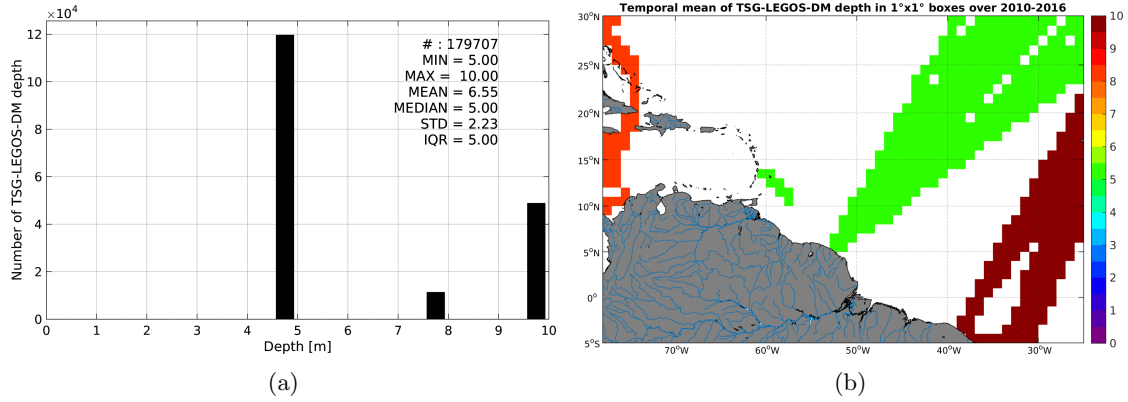 ×10⁴
12
10
8
6
4
2
0
Number of TSG-LEGOS-DM depth
# : 179707
MIN = 5.00
MAX = 10.00
MEAN = 6.55
MEDIAN = 5.00
STD = 2.23
IQR = 5.00
0 1 2 3 4 5 6 7 8 9 10
Depth [m]
(a)
Temporal mean of TSG-LEGOS-DM depth in 1°x1° boxes over 2010-2016
30°N
25°N
20°N
15°N
10°N
5°N
0°
5°S
70°W 60°W 50°W 40°W 30°W
10
9
8
7
6
5
4
3
2
1
0
(b)